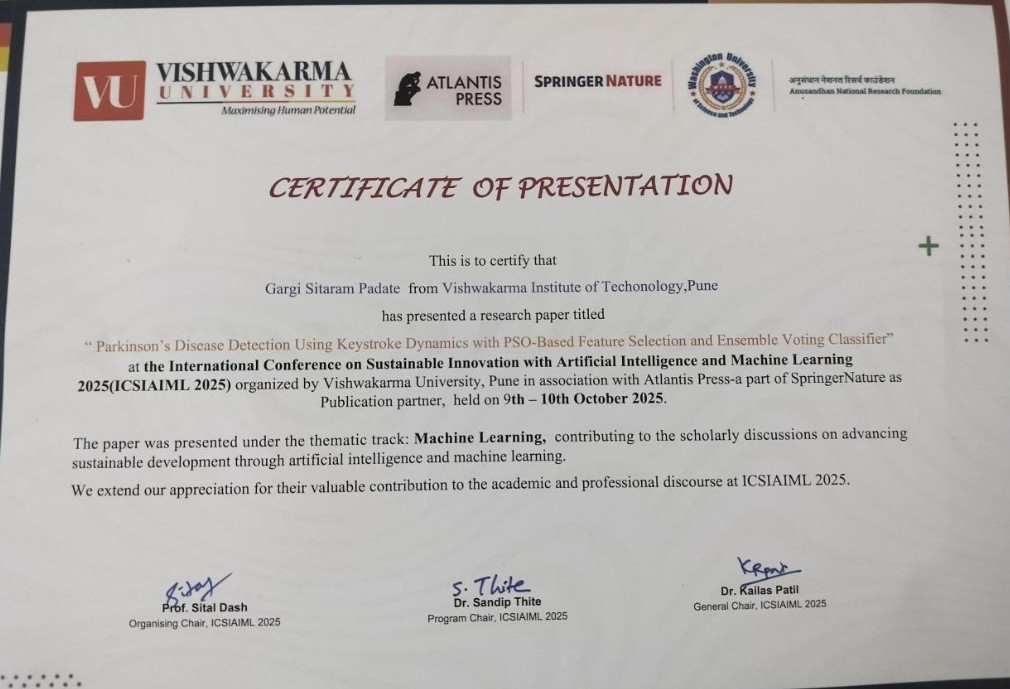 VU VISHWAKARMA UNIVERSITY
Maximising Human Potential
ATLANTIS PRESS
SPRINGER NATURE
Washington University of Science and Technology
अनुसंधान नेशनल रिसर्च फाउंडेशन
Anusandhan National Research Foundation
CERTIFICATE OF PRESENTATION
This is to certify that
Gargi Sitaram Padate from Vishwakarma Institute of Techonology,Pune
has presented a research paper titled
“ Parkinson’s Disease Detection Using Keystroke Dynamics with PSO-Based Feature Selection and Ensemble Voting Classifier”
at the International Conference on Sustainable Innovation with Artificial Intelligence and Machine Learning
2025(ICSIAIML 2025) organized by Vishwakarma University, Pune in association with Atlantis Press-a part of SpringerNature as
Publication partner, held on 9th – 10th October 2025.
The paper was presented under the thematic track: Machine Learning, contributing to the scholarly discussions on advancing
sustainable development through artificial intelligence and machine learning.
We extend our appreciation for their valuable contribution to the academic and professional discourse at ICSIAIML 2025.
S. Thite
Prof. Sital Dash
Organising Chair, ICSIAIML 2025
Dr. Sandip Thite
Program Chair, ICSIAIML 2025
Dr. Kailas Patil
General Chair, ICSIAIML 2025